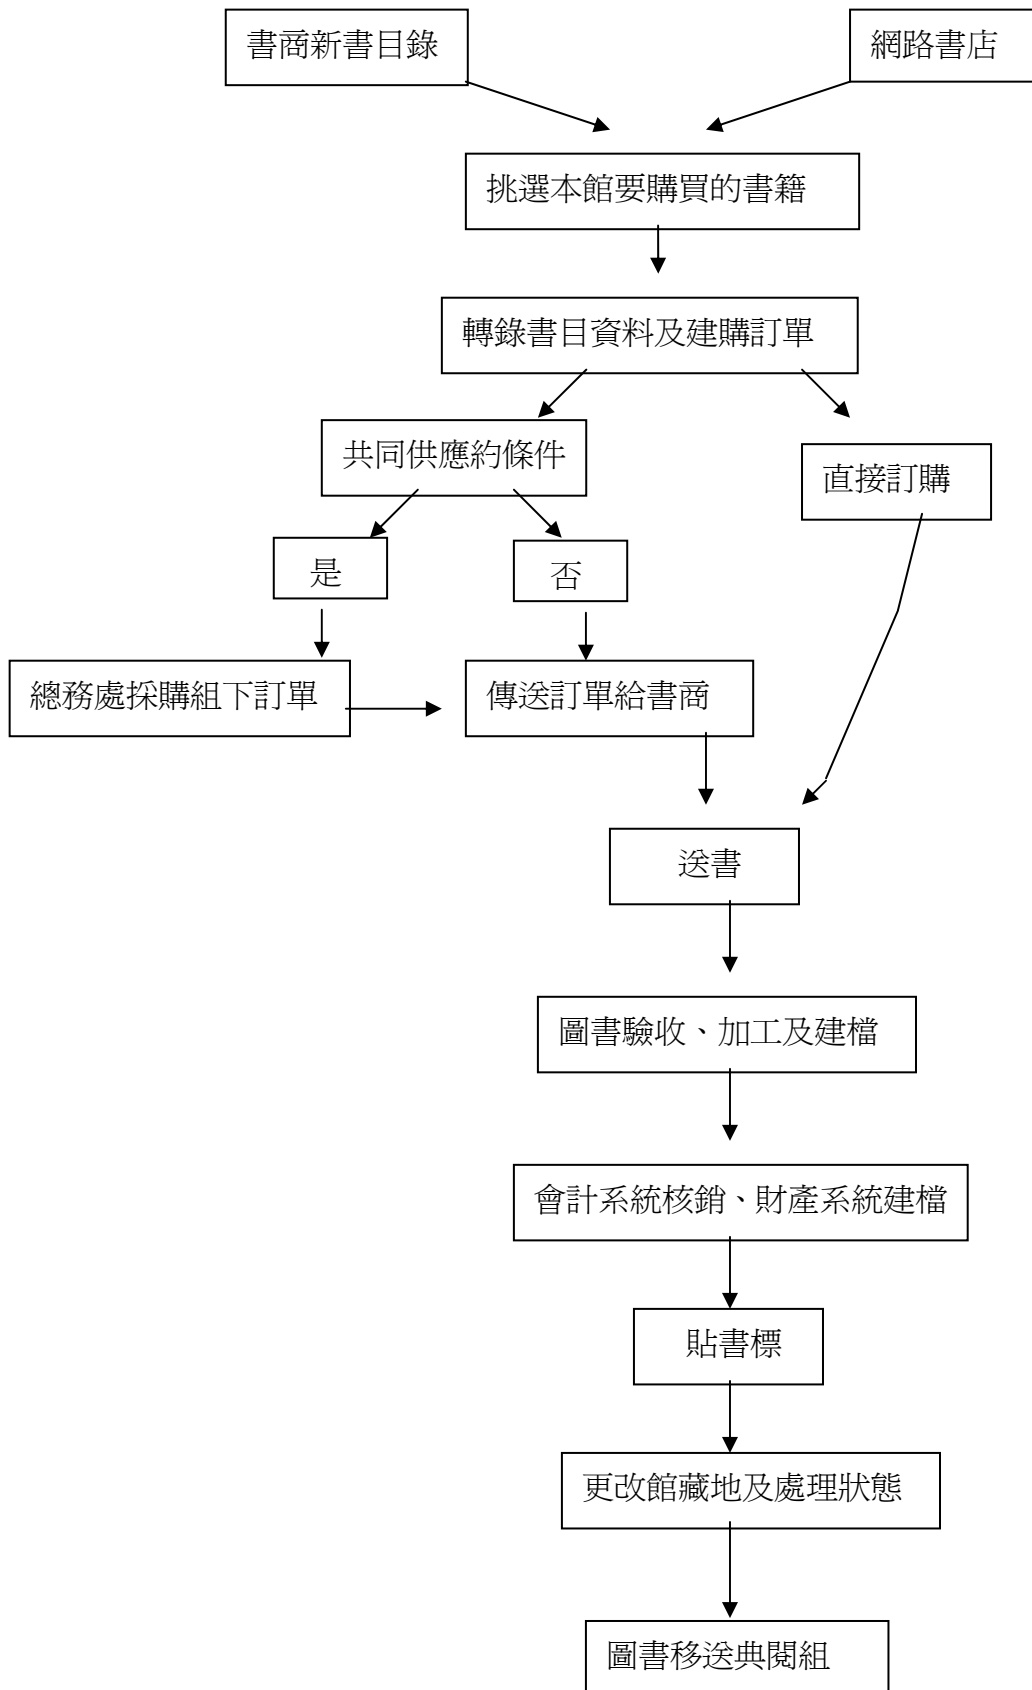 書商新書目錄
網路書店
挑選本館要購買的書籍
轉錄書目資料及建購訂單
共同供應約條件
直接訂購
是
否
總務處採購組下訂單
傳送訂單給書商
送書
圖書驗收、加工及建檔
會計系統核銷、財產系統建檔
貼書標
更改館藏地及處理狀態
圖書移送典閱組